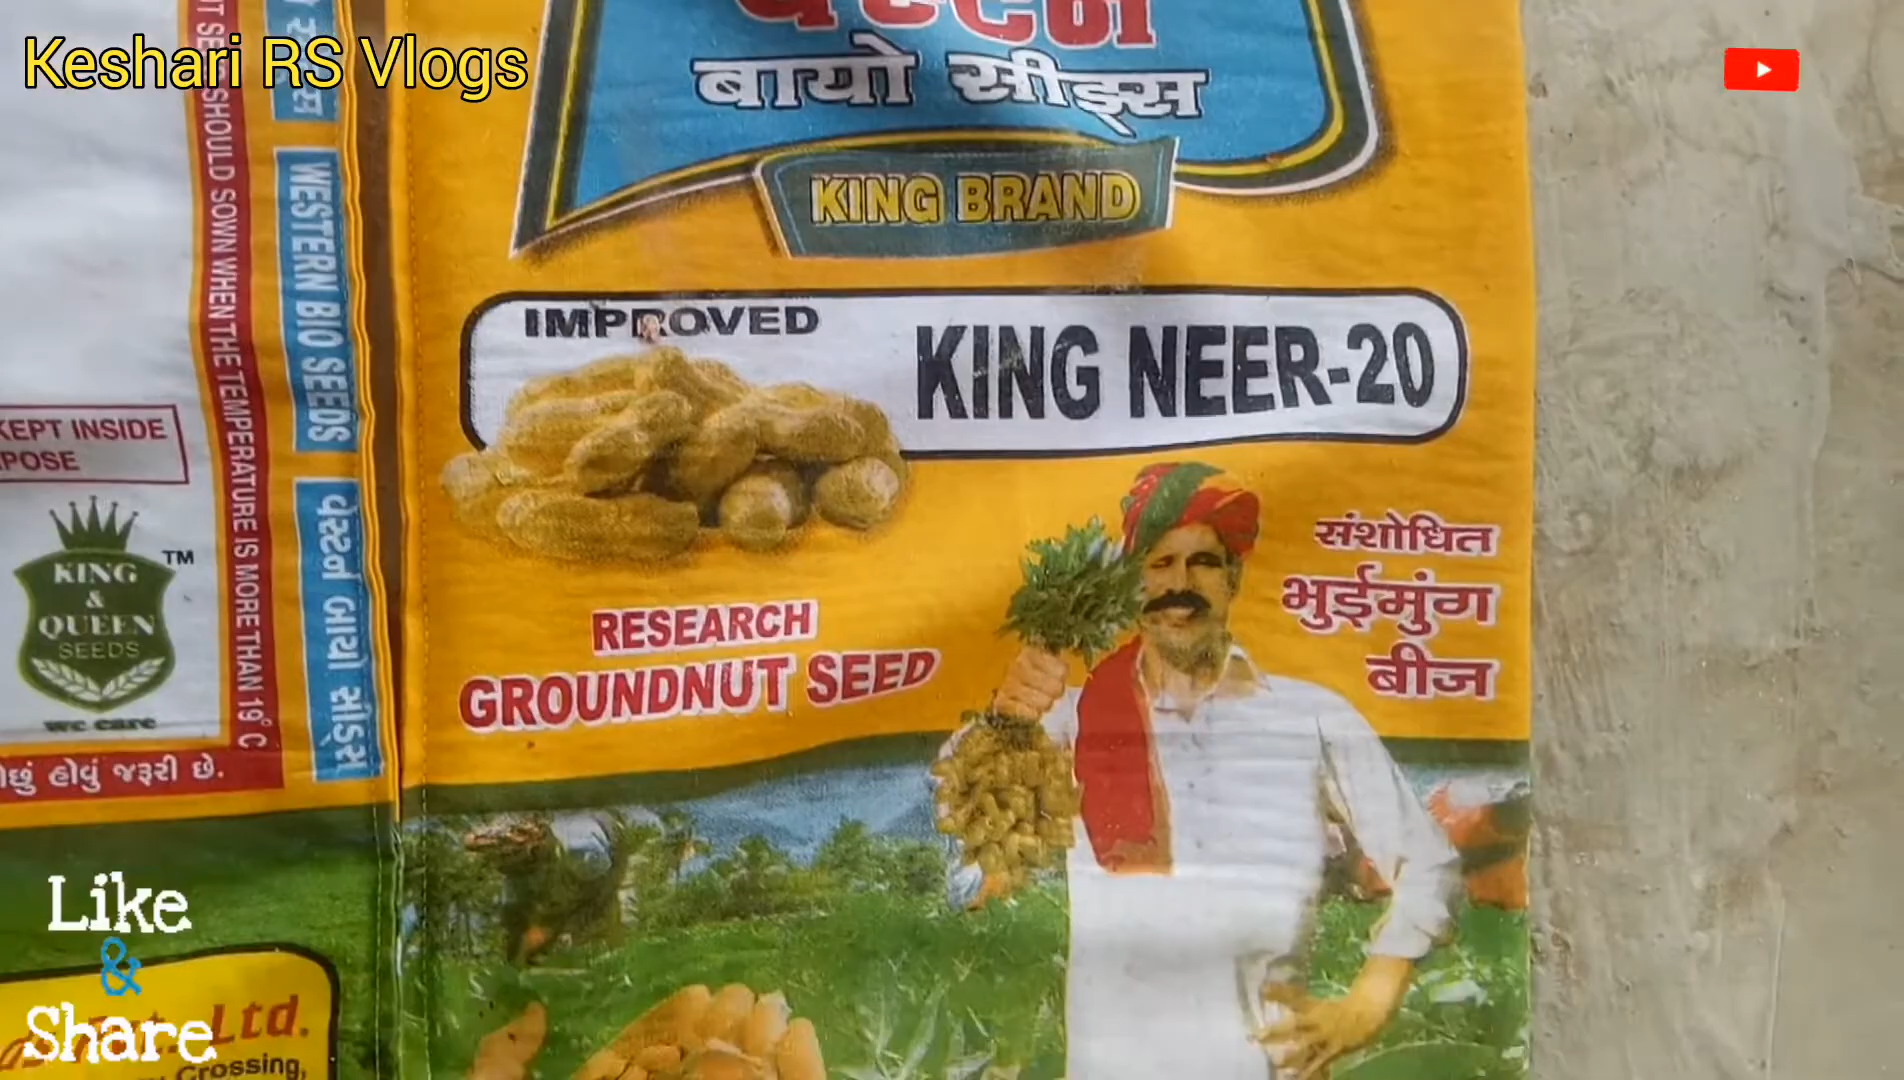 Keshari RS Vlogs
बायो सीड्स
KING BRAND
IMPROVED
KING NEER-20
RESEARCH
GROUNDNUT SEED
संशोधित
भुईमुंग
बीज
SHOULD SOWN WHEN THE TEMPERATURE IS MORE THAN 19° C
WESTERN BIO SEEDS
વેસ્ટર્ન બાયો સીડ્સ
KEPT INSIDE
POSE
KING
&
QUEEN
SEEDS
TM
we care
હોવું જરૂરી છે.
Like
&
Share
Ltd.
Crossing,